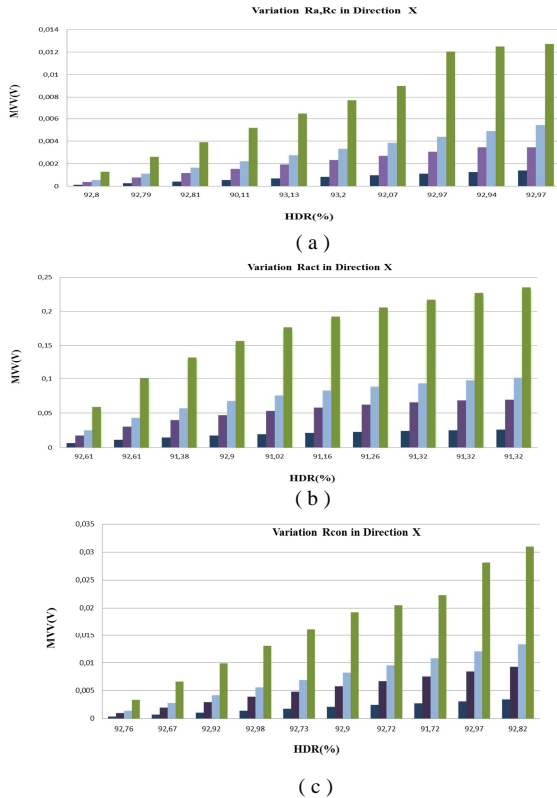 Variation Ra,Rc in Direction X
MVV(V)
0,014
0,012
0,01
0,008
0,006
0,004
0,002
0
92,8 92,79 92,81 90,11 93,13 93,2 92,07 92,97 92,94 92,97
HDR(%)
( a )
Variation Ract in Direction X
MVV(V)
0,25
0,2
0,15
0,1
0,05
0
92,61 92,61 91,38 92,9 91,02 91,16 91,26 91,32 91,32 91,32
HDR(%)
( b )
Variation Rcon in Direction X
MVV(V)
0,035
0,03
0,025
0,02
0,015
0,01
0,005
0
92,76 92,67 92,92 92,98 92,73 92,9 92,72 91,72 92,97 92,82
HDR(%)
( c )